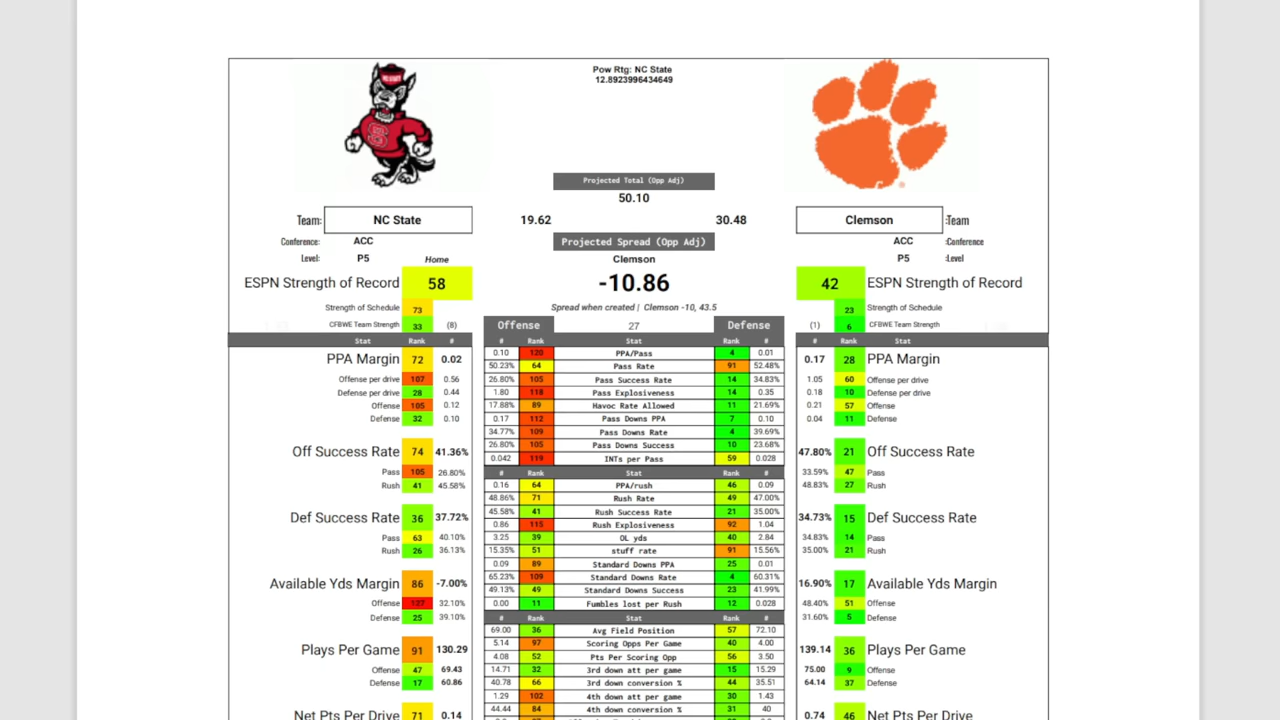 Pow Rtg: NC State
12.8923996434649
NC STATE
S
Projected Total (Opp Adj)
50.10
Team: NC State 19.62 30.48 Clemson :Team
Conference: ACC Projected Spread (Opp Adj) ACC :Conference
Level: P5 Home Clemson P5 :Level
ESPN Strength of Record 58 -10.86 42 ESPN Strength of Record
Strength of Schedule 73 Spread when created | Clemson -10, 43.5 23 Strength of Schedule
CFBWE Team Strength 33 (8) Offense 27 Defense (1) 6 CFBWE Team Strength
Stat Rank # # Rank Stat Rank # # Rank Stat
PPA Margin 72 0.02 0.17 28 PPA Margin
Offense per drive 107 0.56 1.05 60 Offense per drive
Defense per drive 28 0.44 0.18 10 Defense per drive
Offense 105 0.12 0.21 57 Offense
Defense 32 0.10 0.04 11 Defense
Off Success Rate 74 41.36% 47.80% 21 Off Success Rate
Pass 105 26.80% 33.59% 47 Pass
Rush 41 45.58% 48.83% 27 Rush
Def Success Rate 36 37.72% 34.73% 15 Def Success Rate
Pass 63 40.10% 34.83% 14 Pass
Rush 26 36.13% 35.00% 21 Rush
Available Yds Margin 86 -7.00% 16.90% 17 Available Yds Margin
Offense 127 32.10% 48.40% 51 Offense
Defense 25 39.10% 31.60% 5 Defense
Plays Per Game 91 130.29 139.14 36 Plays Per Game
Offense 47 69.43 75.00 9 Offense
Defense 17 60.86 64.14 37 Defense
Net Pts Per Drive 71 0.14 0.74 46 Net Pts Per Drive
0.10 120 PPA/Pass 4 0.01
50.23% 64 Pass Rate 91 52.48%
26.80% 105 Pass Success Rate 14 34.83%
1.80 118 Pass Explosiveness 14 0.35
17.88% 89 Havoc Rate Allowed 11 21.69%
0.17 112 Pass Downs PPA 7 0.10
34.77% 109 Pass Downs Rate 4 39.69%
26.80% 105 Pass Downs Success 10 23.68%
0.042 119 INTs per Pass 59 0.028
# Rank Stat Rank #
0.16 64 PPA/rush 46 0.09
48.86% 71 Rush Rate 49 47.00%
45.58% 41 Rush Success Rate 21 35.00%
0.86 115 Rush Explosiveness 92 1.04
3.25 39 OL yds 40 2.84
15.35% 51 stuff rate 91 15.56%
0.09 89 Standard Downs PPA 25 0.01
65.23% 109 Standard Downs Rate 4 60.31%
49.13% 49 Standard Downs Success 23 41.99%
0.00 11 Fumbles lost per Rush 12 0.028
# Rank Stat Rank #
69.00 36 Avg Field Position 57 72.10
5.14 97 Scoring Opps Per Game 40 4.00
4.08 52 Pts Per Scoring Opp 56 3.50
14.71 32 3rd down att per game 15 15.29
40.78 66 3rd down conversion % 44 35.51
1.29 102 4th down att per game 30 1.43
44.44 84 4th down conversion % 31 40